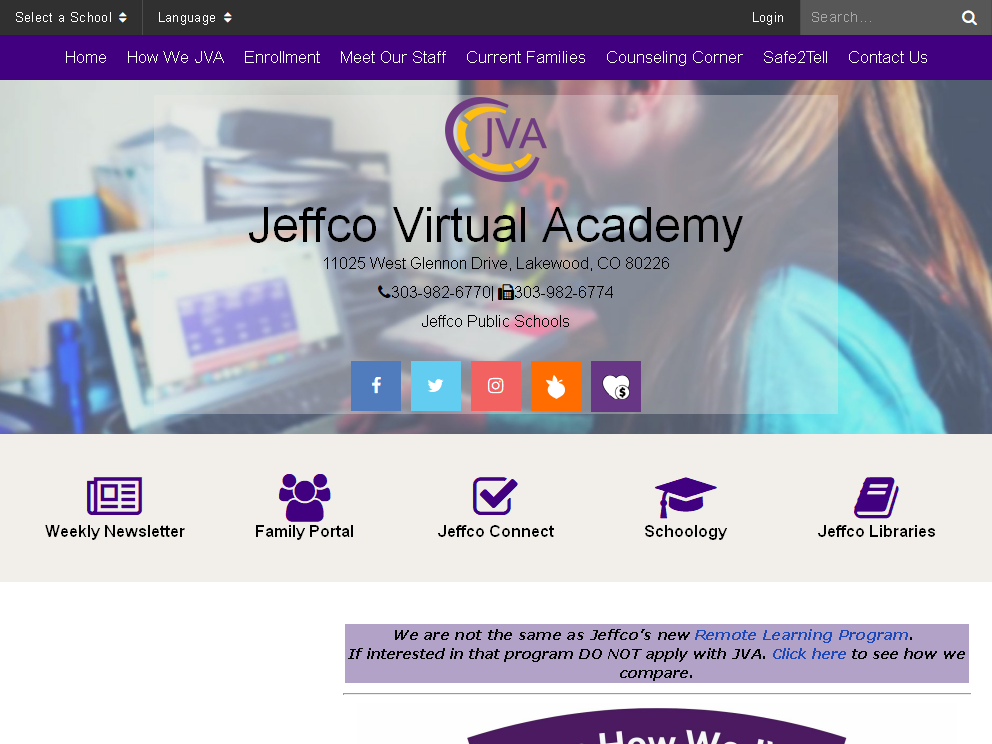 Select a School
Language
Login
Search...
Home
How We JVA
Enrollment
Meet Our Staff
Current Families
Counseling Corner
Safe2Tell
Contact Us
JVA
Jeffco Virtual Academy
11025 West Glennon Drive, Lakewood, CO 80226
303-982-6770| 303-982-6774
Jeffco Public Schools
Weekly Newsletter
Family Portal
Jeffco Connect
Schoology
Jeffco Libraries
We are not the same as Jeffco's new Remote Learning Program.
If interested in that program DO NOT apply with JVA. Click here to see how we
compare.
How We